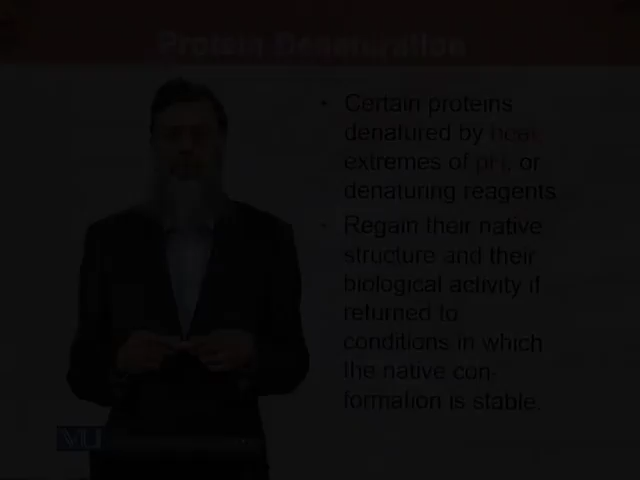 Protein Denaturation
• Certain proteins
denatured by heat,
extremes of pH, or
denaturing reagents
• Regain their native
structure and their
biological activity if
returned to
conditions in which
the native con-
formation is stable.
VU